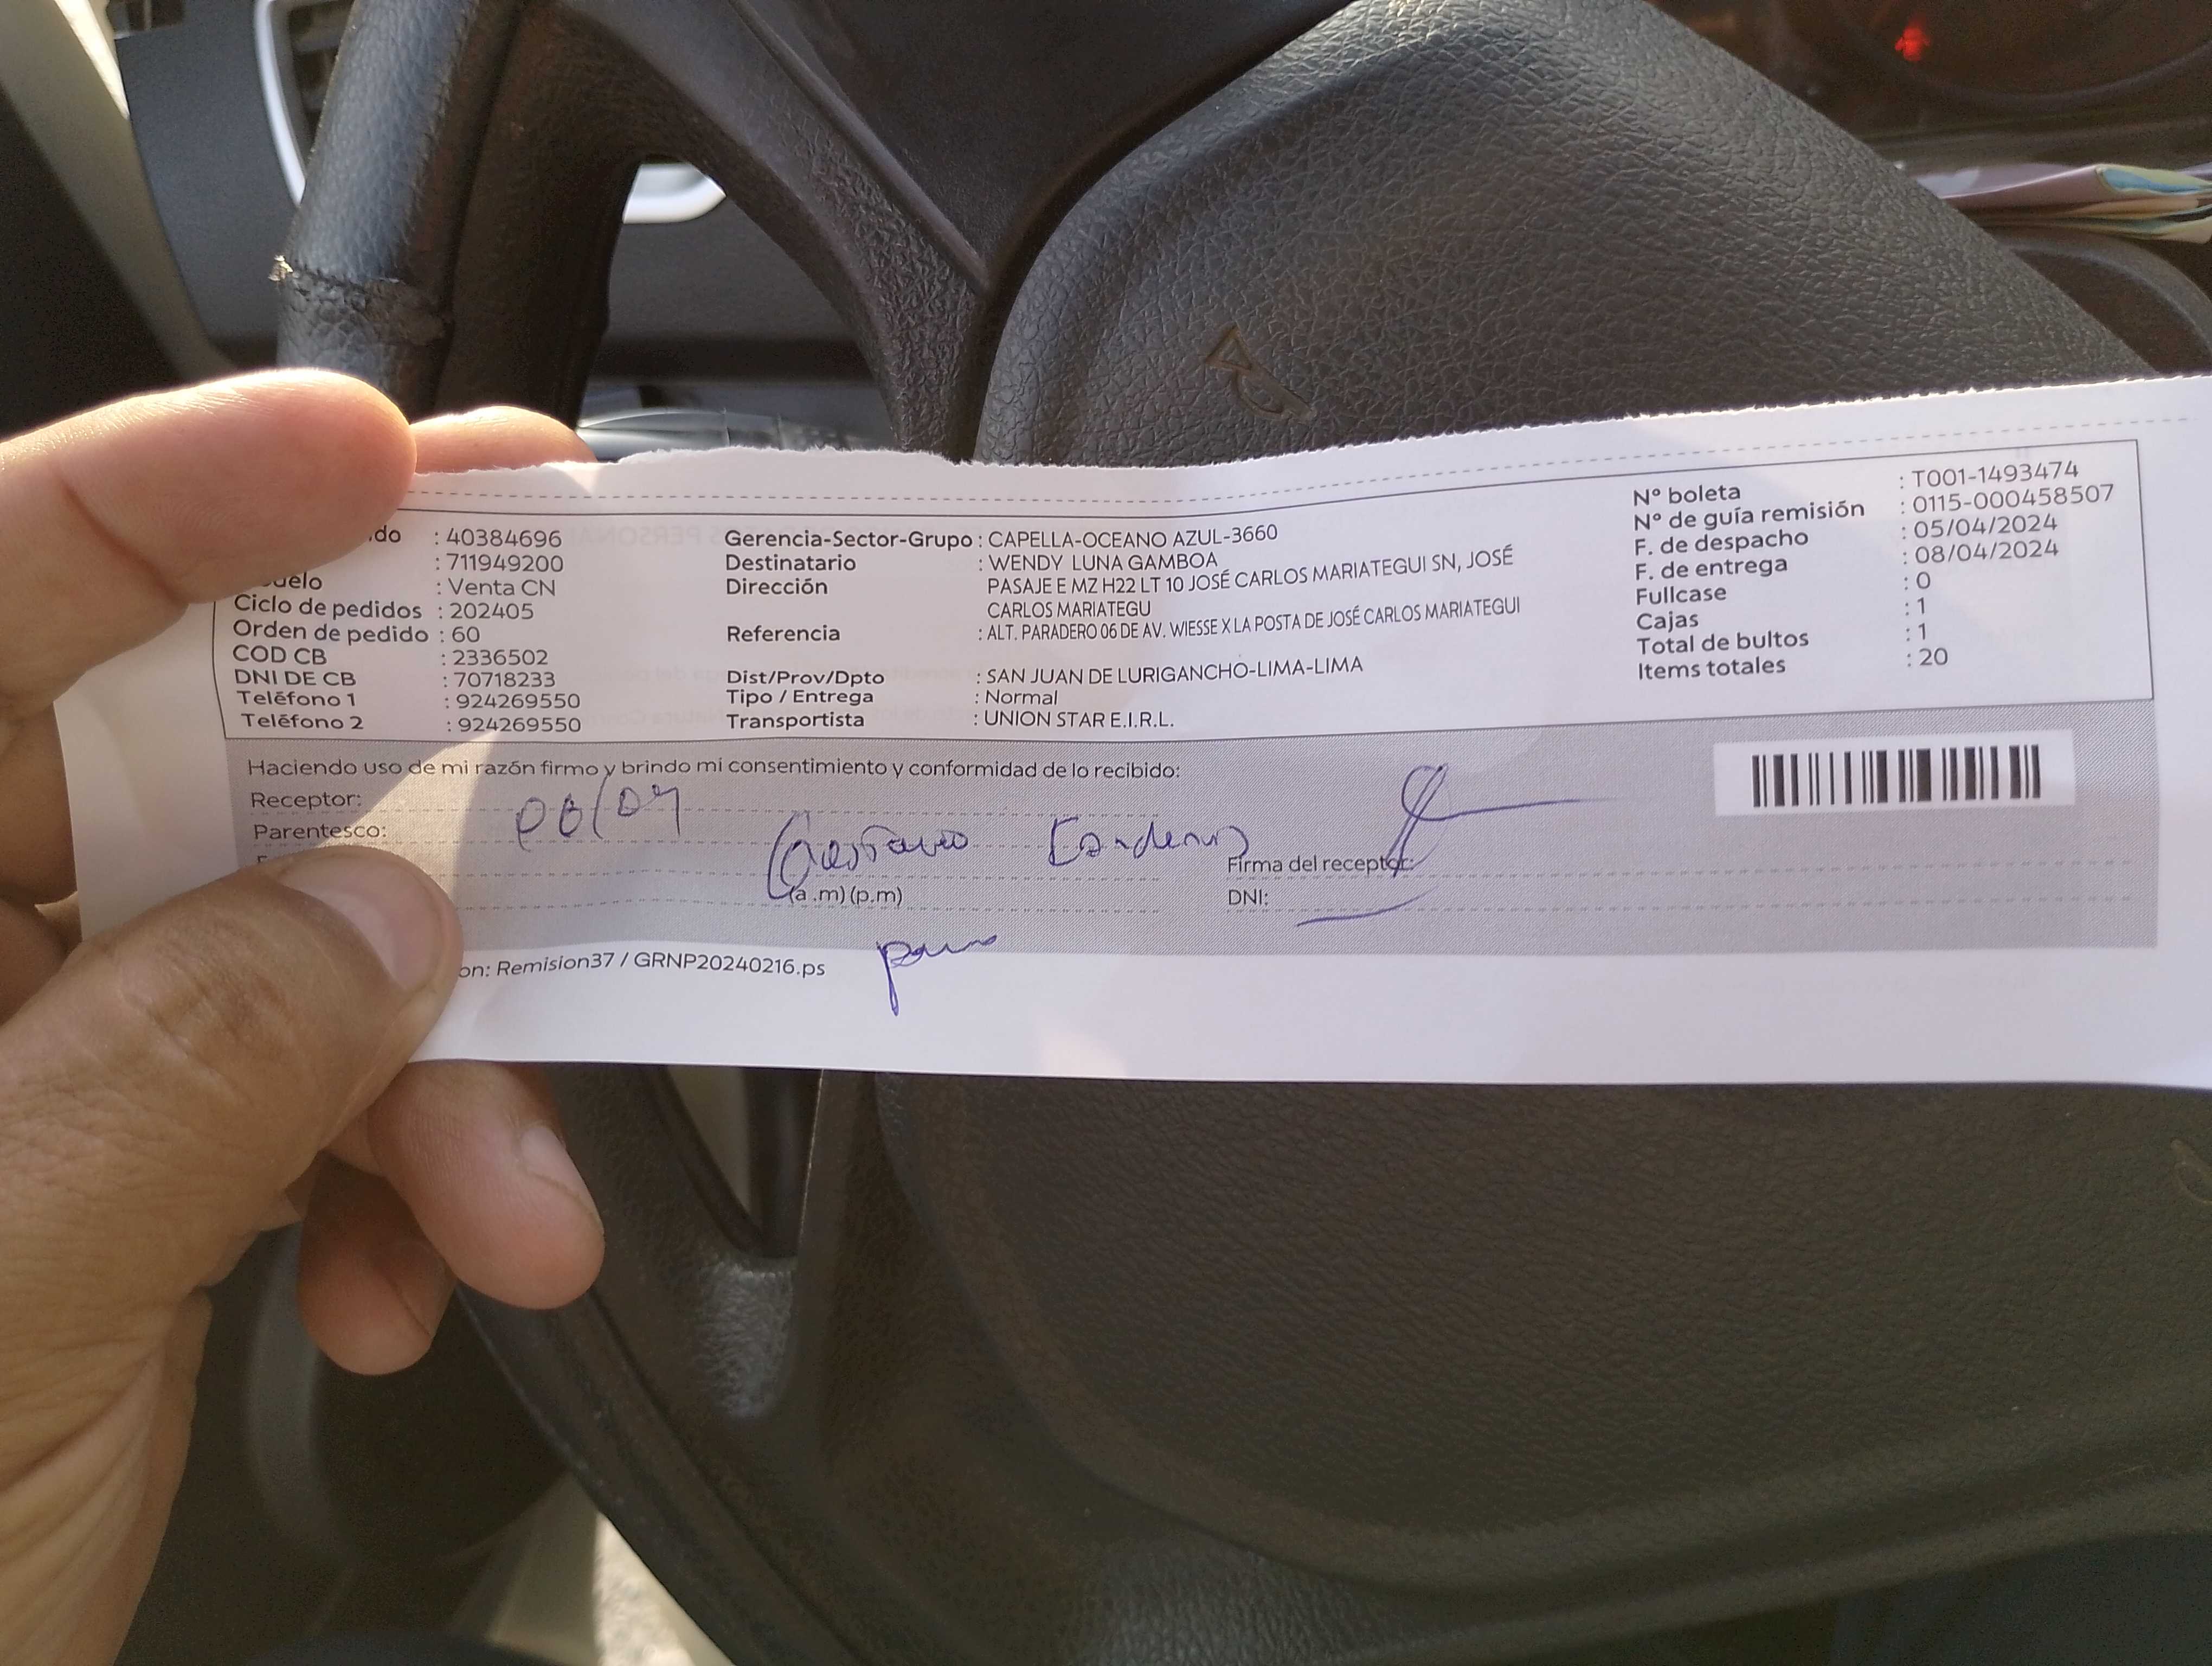 do : 40384696
: 711949200
uelo : Venta CN
Ciclo de pedidos : 202405
Orden de pedido : 60
COD CB : 2336502
DNI DE CB : 70718233
Teléfono 1 : 924269550
Teléfono 2 : 924269550
Gerencia-Sector-Grupo : CAPELLA-OCEANO AZUL-3660
Destinatario : WENDY LUNA GAMBOA
Dirección PASAJE E MZ H22 LT 10 JOSÉ CARLOS MARIATEGUI SN, JOSÉ
CARLOS MARIATEGU
Referencia : ALT. PARADERO 06 DE AV. WIESSE X LA POSTA DE JOSÉ CARLOS MARIATEGUI
Dist/Prov/Dpto : SAN JUAN DE LURIGANCHO-LIMA-LIMA
Tipo / Entrega : Normal
Transportista : UNION STAR E.I.R.L.
N° boleta : T001-1493474
N° de guía remisión : 0115-000458507
F. de despacho : 05/04/2024
F. de entrega : 08/04/2024
Fullcase : 0
Cajas : 1
Total de bultos : 1
Items totales : 20
Haciendo uso de mi razón firmo y brindo mi consentimiento y conformidad de lo recibido:
Receptor:
08/04
Parentesco:
Firma del receptor:
(a.m) (p.m)
DNI:
on: Remision37 / GRNP20240216.ps